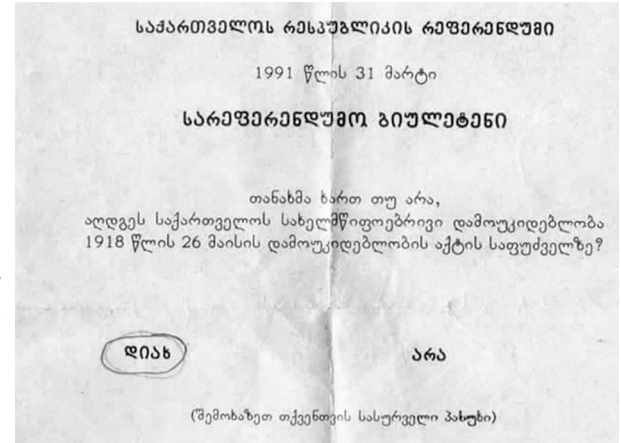 საქართველოს რესპუბლიკის რეფერენდუმი
1991 წლის 31 მარტი
სარეფერენდუმო ბიულეტენი
თანახმა ხართ თუ არა,
აღდგეს საქართველოს სახელმწიფოებრივი დამოუკიდებლობა
1918 წლის 26 მაისის დამოუკიდებლობის აქტის საფუძველზე?
დიახ არა
(შემოხაზეთ თქვენთვის სასურველი პასუხი)